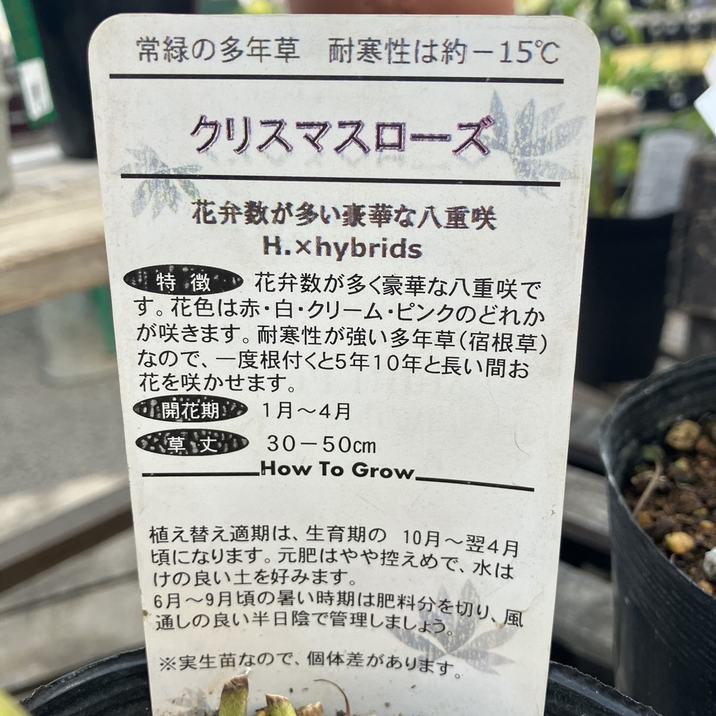 常緑の多年草　耐寒性は約－15℃
クリスマスローズ
花弁数が多い豪華な八重咲
H.×hybrids
特徴　花弁数が多く豪華な八重咲で
す。花色は赤・白・クリーム・ピンクのどれか
が咲きます。耐寒性が強い多年草（宿根草）
なので、一度根付くと5年10年と長い間お
花を咲かせます。
開花期　1月～4月
草丈　30－50㎝
How To Grow
植え替え適期は、生育期の　10月～翌4月
頃になります。元肥はやや控えめで、水は
けの良い土を好みます。
6月～9月頃の暑い時期は肥料分を切り、風
通しの良い半日陰で管理しましょう。
※実生苗なので、個体差があります。